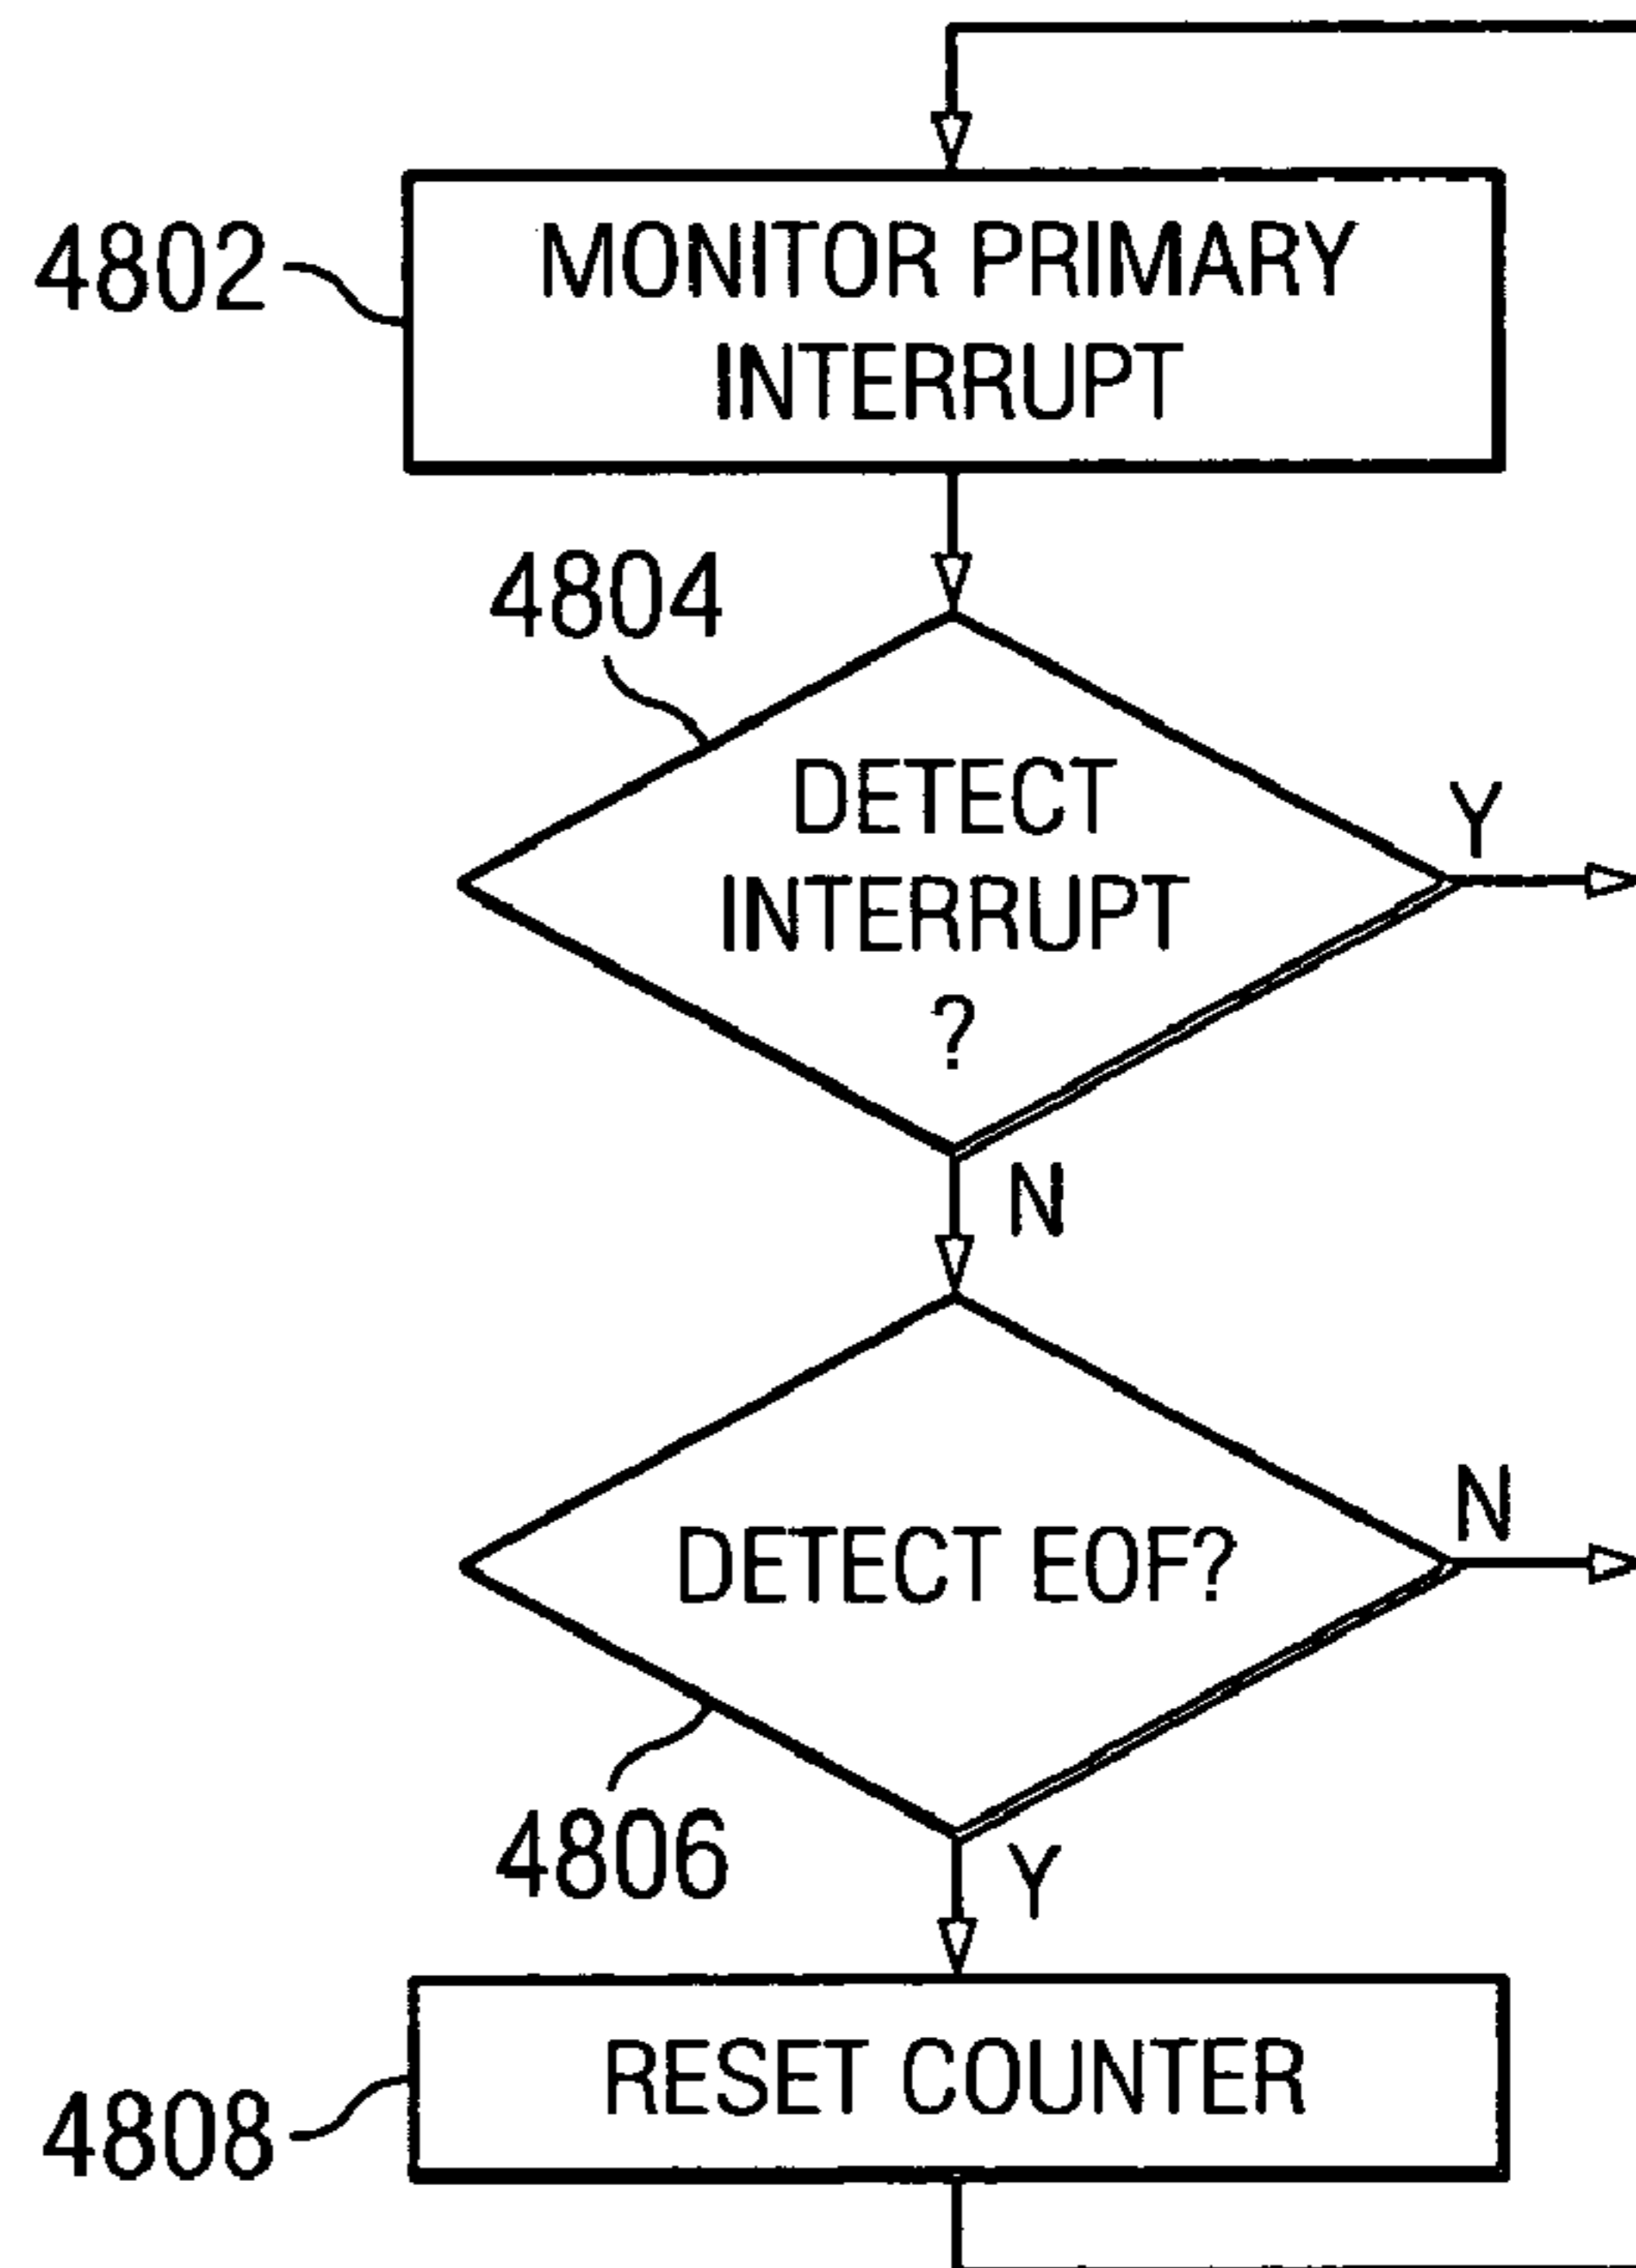 4802
MONITOR PRIMARY
INTERRUPT
4804
DETECT
INTERRUPT
?
Y
N
DETECT EOF?
N
4806
Y
RESET COUNTER
4808